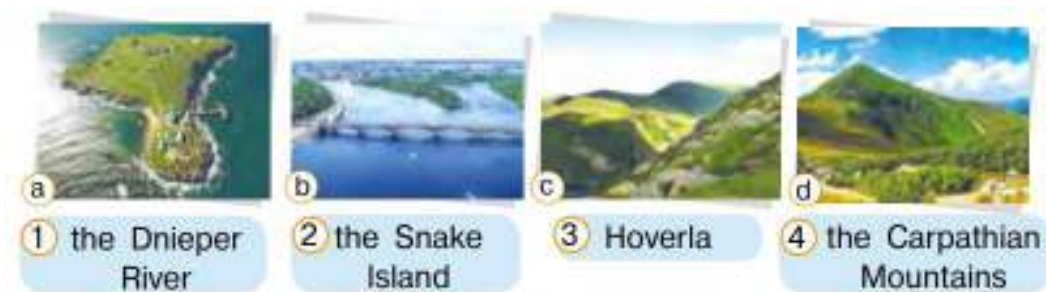 a b c d
1 the Dnieper River
2 the Snake Island
3 Hoverla
4 the Carpathian Mountains